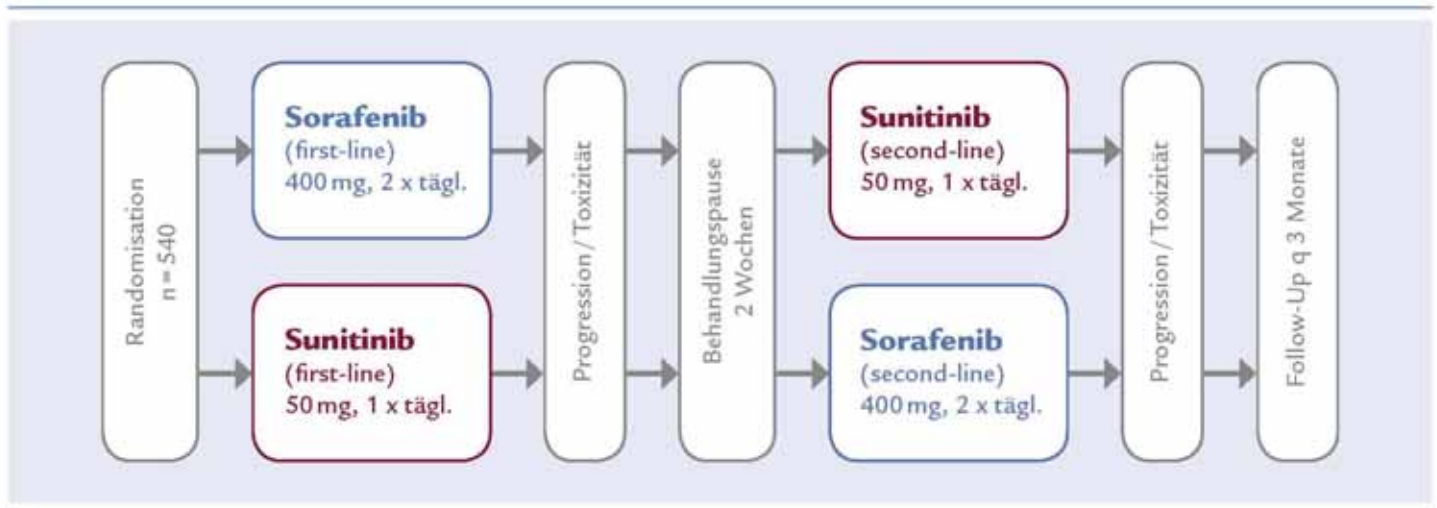 Randomisation
n = 540
Sorafenib
(first-line)
400 mg, 2 x tägl.
Sunitinib
(first-line)
50 mg, 1 x tägl.
Progression / Toxizität
Behandlungspause
2 Wochen
Sunitinib
(second-line)
50 mg, 1 x tägl.
Sorafenib
(second-line)
400 mg, 2 x tägl.
Progression / Toxizität
Follow-Up q 3 Monate